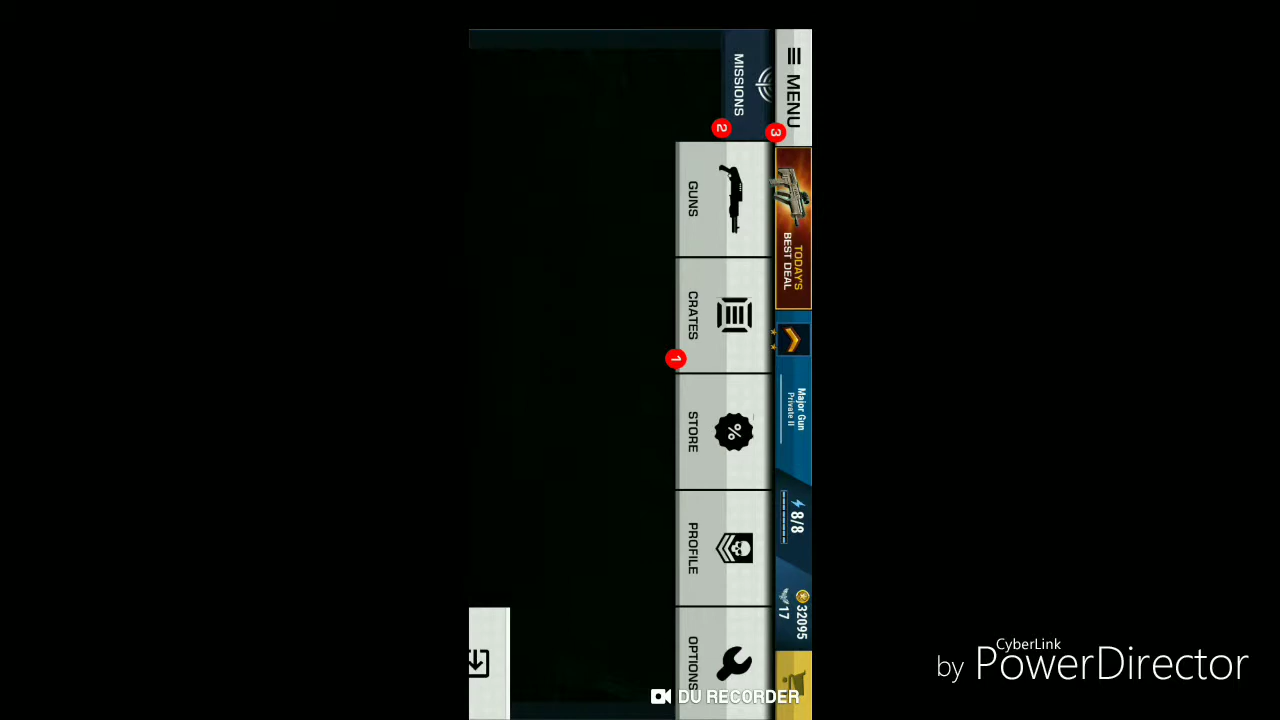 MENU
3
TODAY'S
BEST DEAL
Major Gun
Private II
8/8
32095
17
MISSIONS
2
GUNS
CRATES
1
STORE
PROFILE
OPTIONS
DU RECORDER
CyberLink
by PowerDirector